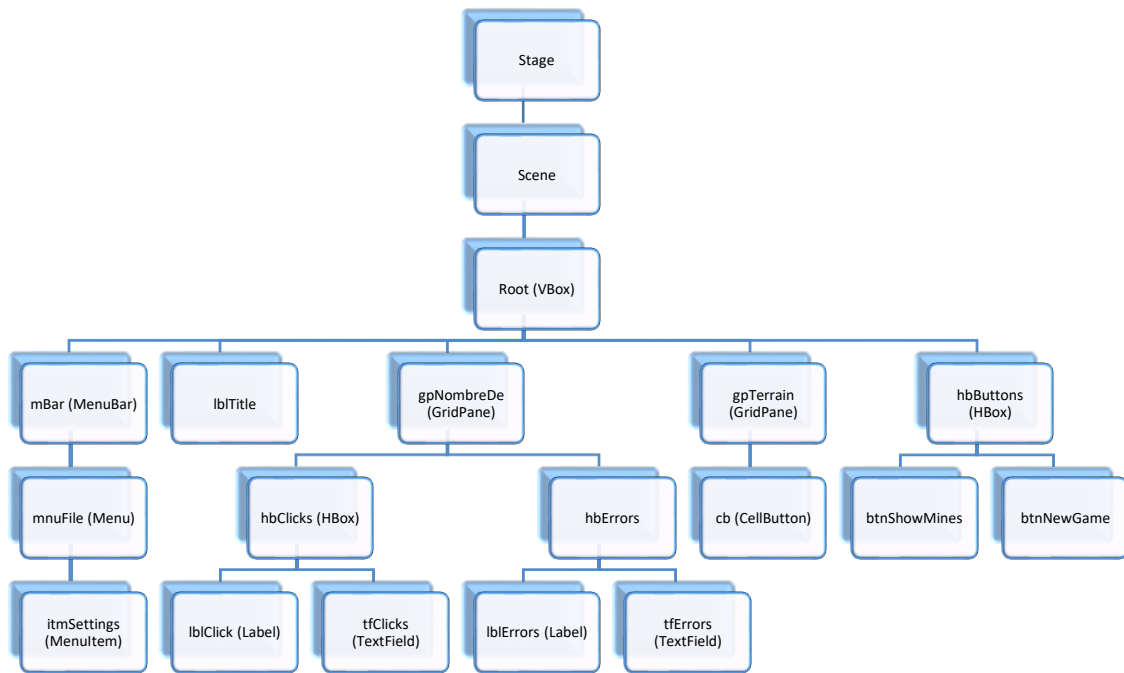 Stage
Scene
Root (VBox)
mBar (MenuBar)
lblTitle
gpNombreDe
(GridPane)
gpTerrain
(GridPane)
hbButtons
(HBox)
mnuFile (Menu)
hbClicks (HBox)
hbErrors
cb (CellButton)
btnShowMines
btnNewGame
itmSettings
(MenuItem)
lblClick (Label)
tfClicks
(TextField)
lblErrors (Label)
tfErrors
(TextField)